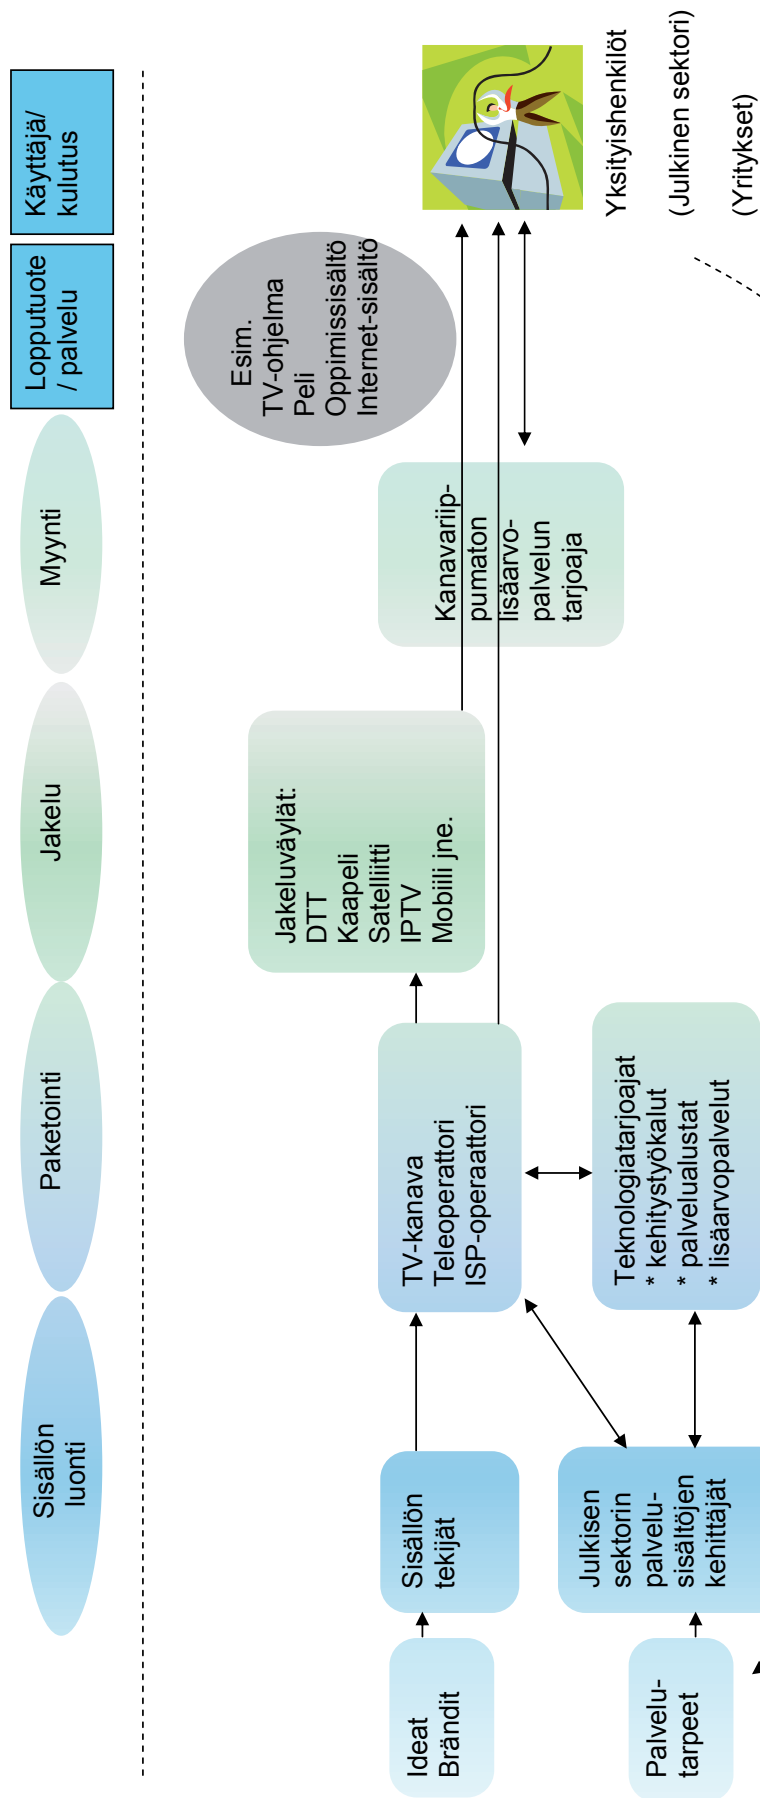 Sisällön
luonti
Paketointi
Jakelu
Myynti
Lopputuote
/ palvelu
Käyttäjä/
kulutus
Esim.
TV-ohjelma
Peli
Oppimissisältö
Internet-sisältö
Ideat
Brändit
Sisällön
tekijät
TV-kanava
Teleoperattori
ISP-operaattori
Jakeluväylät:
DTT
Kaapeli
Satelliitti
IPTV
Mobiili jne.
Kanavariip-
pumaton
lisäarvo-
palvelun
tarjoaja
Yksityishenkilöt
(Julkinen sektori)
(Yritykset)
Palvelu-
tarpeet
Julkisen
sektorin
palvelu-
sisältöjen
kehittäjät
Teknologiatarjoajat
* kehitystyökalut
* palvelualustat
* lisäarvopalvelut